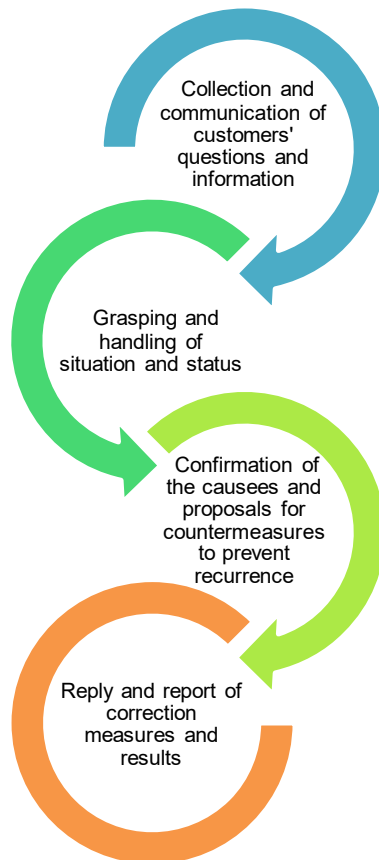 Collection and
communication of
customers'
questions and
information
Grasping and
handling of
situation and status
Confirmation of
the causees and
proposals for
countermeasures
to prevent
recurrence
Reply and report of
correction
measures and
results